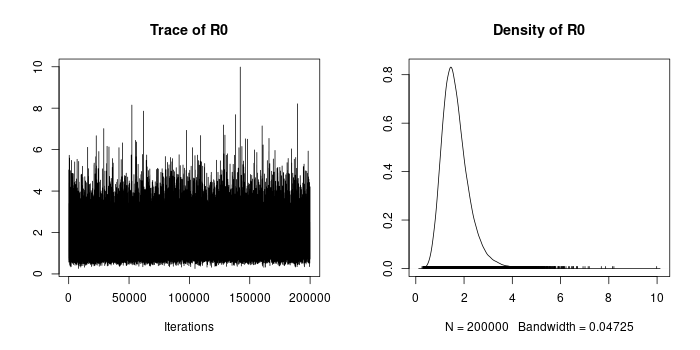 Trace of R0
10
8
6
4
2
0
0 50000 100000 150000 200000
Iterations
Density of R0
0.8
0.6
0.4
0.2
0.0
0 2 4 6 8 10
N = 200000 Bandwidth = 0.04725